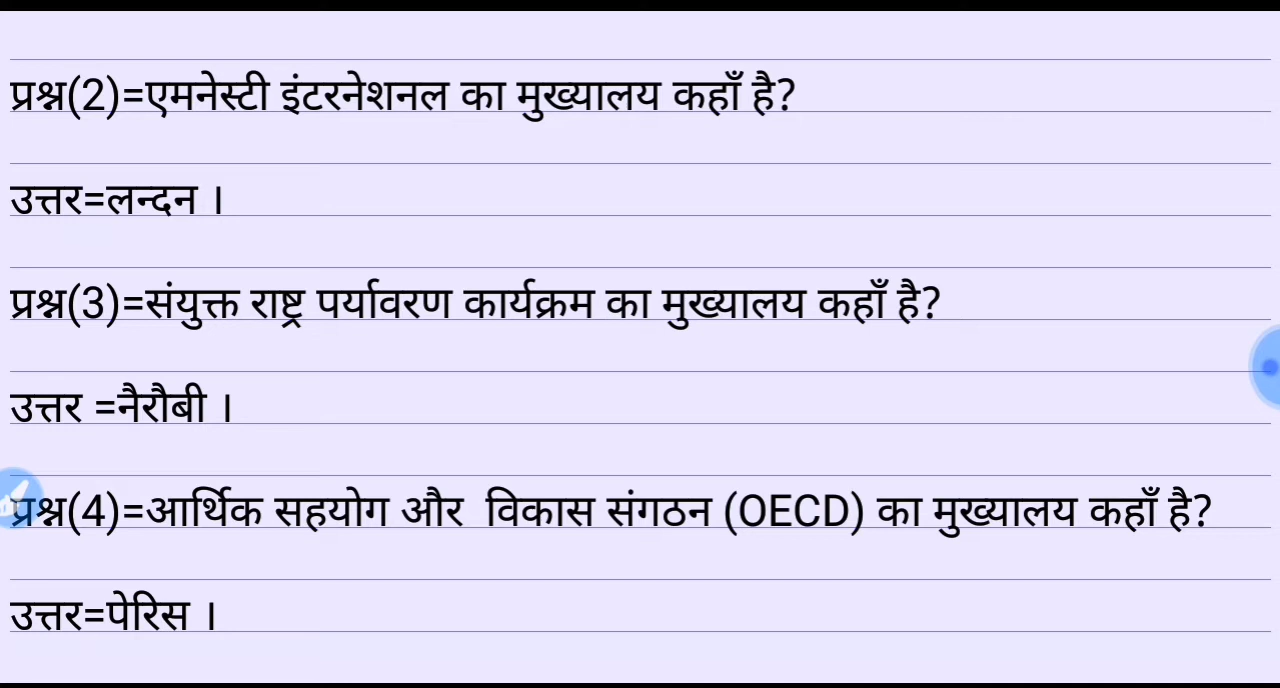 प्रश्न(2)=एमनेस्टी इंटरनेशनल का मुख्यालय कहाँ है?
उत्तर=लन्दन ।
प्रश्न(3)=संयुक्त राष्ट्र पर्यावरण कार्यक्रम का मुख्यालय कहाँ है?
उत्तर =नैरौबी ।
प्रश्न(4)=आर्थिक सहयोग और  विकास संगठन (OECD) का मुख्यालय कहाँ है?
उत्तर=पेरिस ।